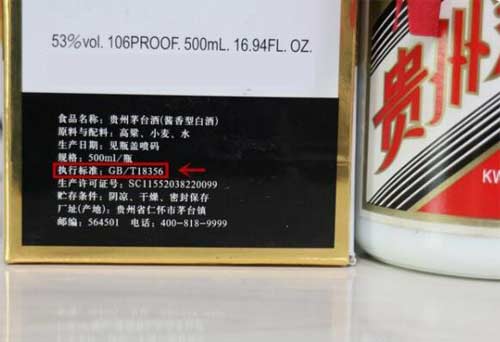 53%vol. 106PROOF. 500mL. 16.94FL. OZ.
食品名称：贵州茅台酒(酱香型白酒)
原料与配料：高粱、小麦、水
生产日期：见瓶盖喷码
规格：500ml/瓶
执行标准：GB/T18356
生产许可证号：SC11552038220099
贮存条件：阴凉、干燥、密封保存
厂址(产地)：贵州省仁怀市茅台镇
邮编：564501 电话：400-818-9999
贵州
KW